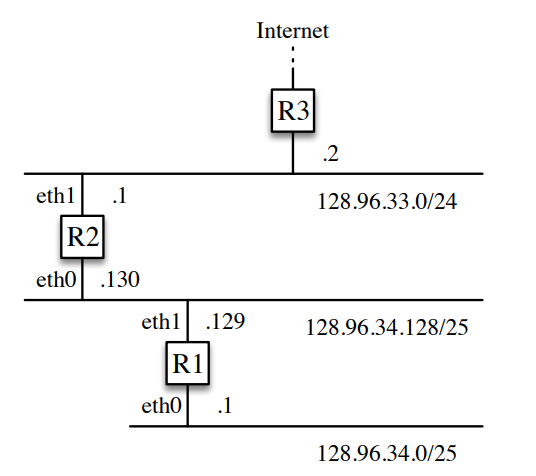 Internet
R3
.2
eth1 .1
128.96.33.0/24
R2
eth0 .130
eth1 .129
128.96.34.128/25
R1
eth0 .1
128.96.34.0/25